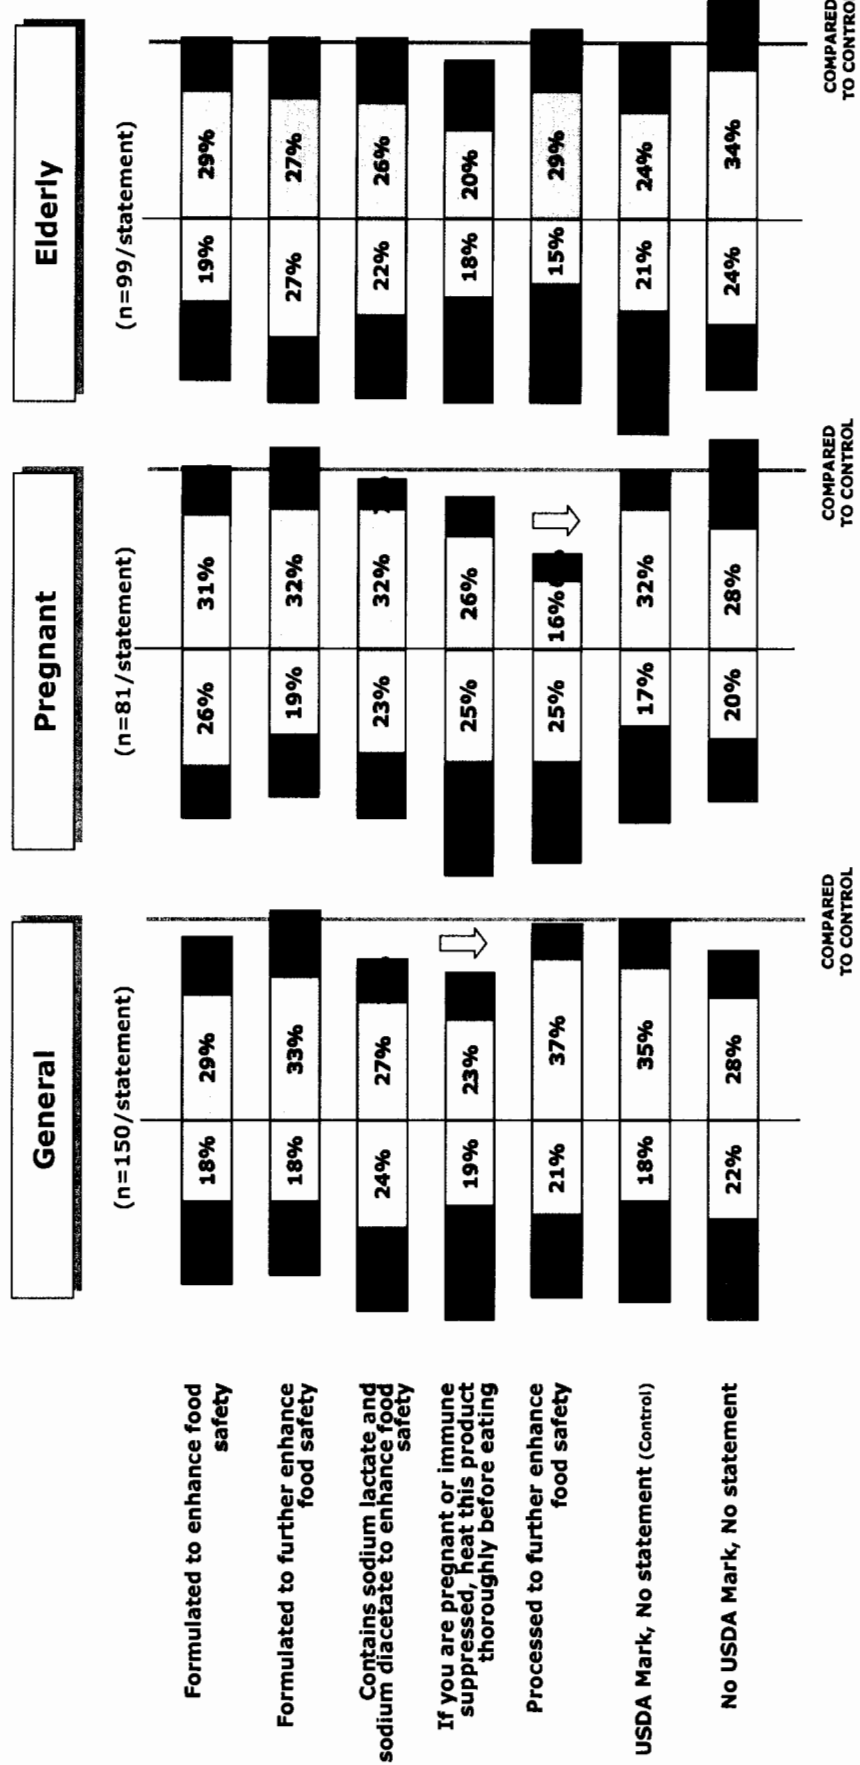 General Pregnant Elderly
(n=150/statement) (n=81/statement) (n=99/statement)
Formulated to enhance food
safety
18% 29% 26% 31% 19% 29%
Formulated to further enhance
food safety
18% 33% 19% 32% 27% 27%
Contains sodium lactate and
sodium diacetate to enhance food
safety
24% 27% 23% 32% 22% 26%
If you are pregnant or immune
suppressed, heat this product
thoroughly before eating
19% 23% 25% 26% 18% 20%
Processed to further enhance
food safety
21% 37% 25% 16% 15% 29%
USDA Mark, No statement (Control)
18% 35% 17% 32% 21% 24%
No USDA Mark, No statement
22% 28% 20% 28% 24% 34%
COMPARED
TO CONTROL
COMPARED
TO CONTROL
COMPARED
TO CONTROL